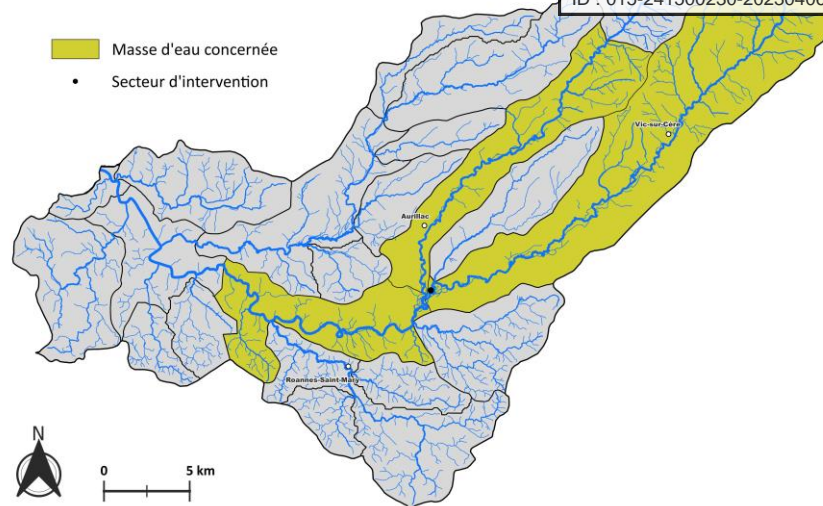 Masse d'eau concernée
Secteur d'intervention
Vic-sur-Cère
Aurillac
Roannes-Saint-Mary
N
0 5 km